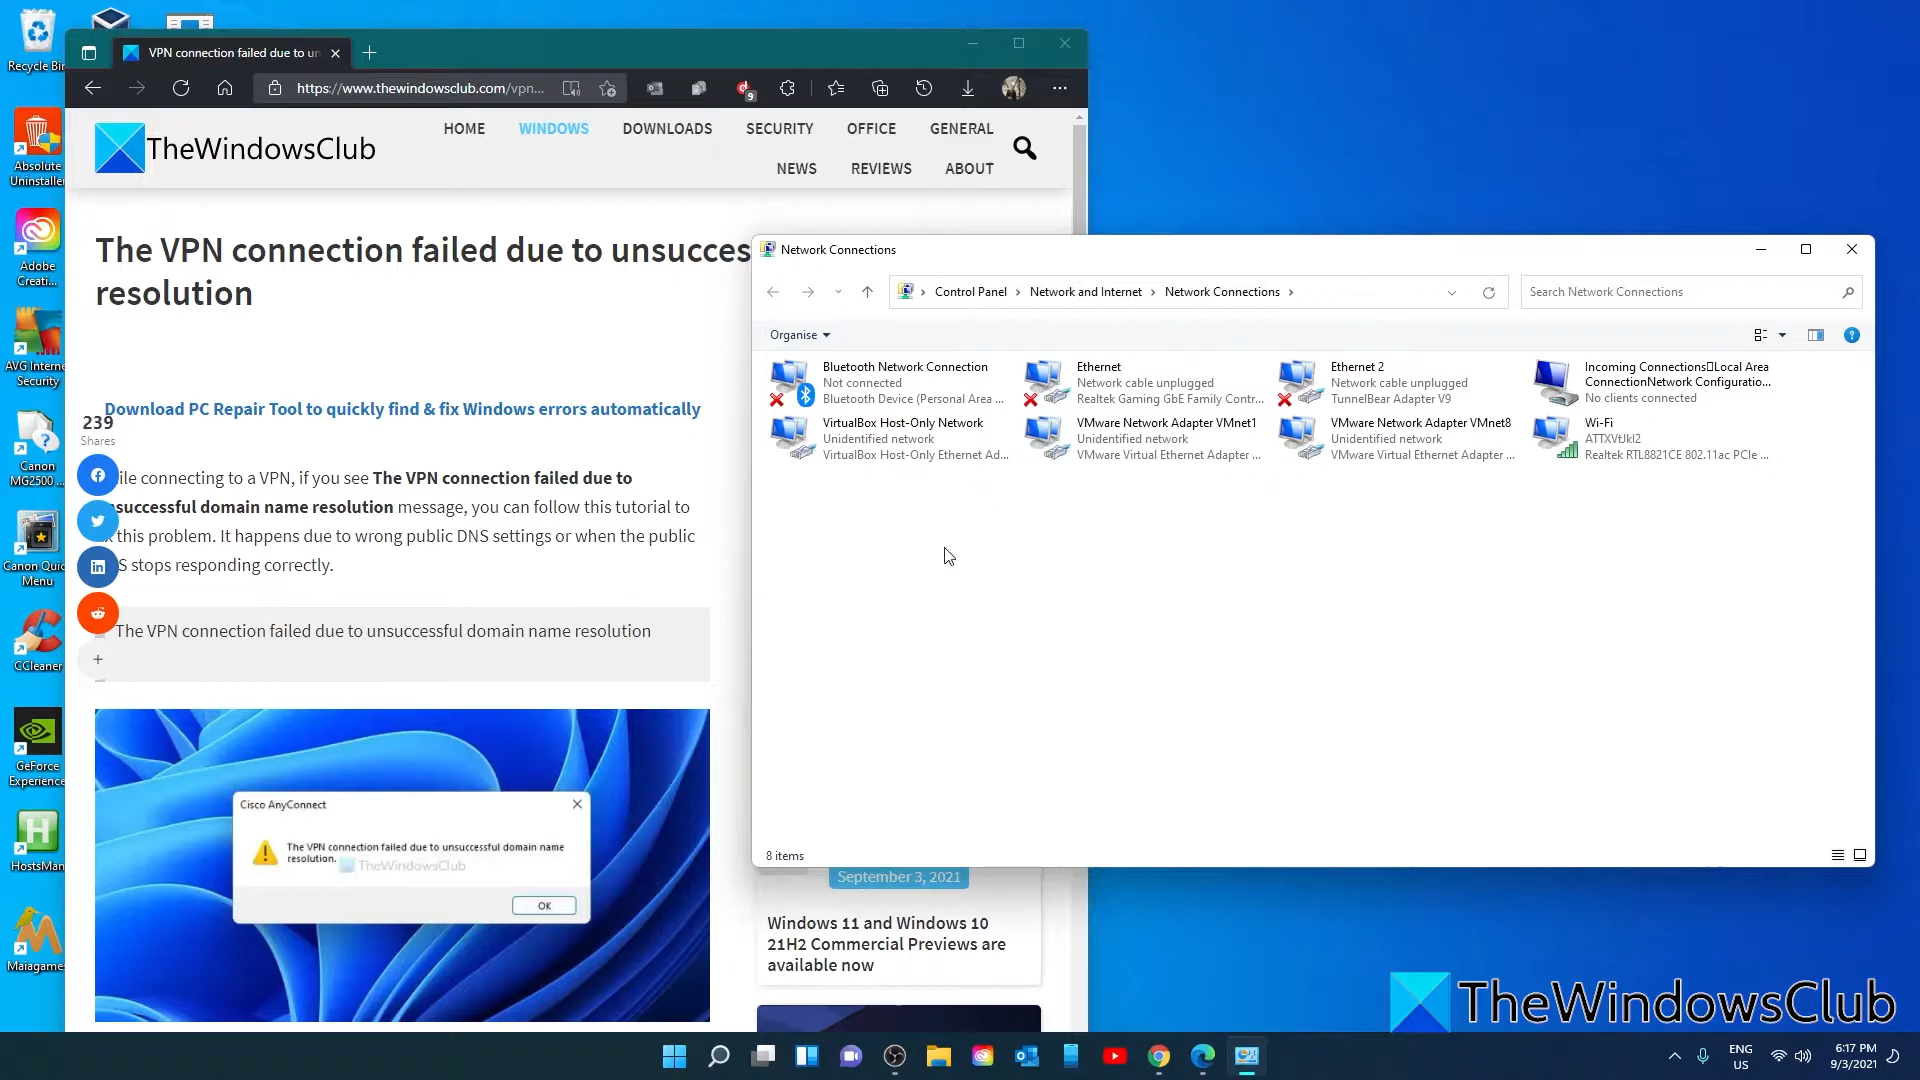 Recycle Bin
Absolute
Uninstaller
Adobe
Creati...
AVG Interne
Security
Canon
MG2500 ...
Canon Quic
Menu
CCleaner
GeForce
Experience
HostsMan
Maiagames
VPN connection failed due to un
https://www.thewindowsclub.com/vpn...
9
TheWindowsClub
HOME
WINDOWS
DOWNLOADS
SECURITY
OFFICE
GENERAL
NEWS
REVIEWS
ABOUT
The VPN connection failed due to unsucces
resolution
Download PC Repair Tool to quickly find & fix Windows errors automatically
239
Shares
ile connecting to a VPN, if you see The VPN connection failed due to
nsuccessful domain name resolution message, you can follow this tutorial to
x this problem. It happens due to wrong public DNS settings or when the public
S stops responding correctly.
The VPN connection failed due to unsuccessful domain name resolution
Cisco AnyConnect
The VPN connection failed due to unsuccessful domain name
resolution.
TheWindowsClub
OK
September 3, 2021
Windows 11 and Windows 10
21H2 Commercial Previews are
available now
Network Connections
Control Panel
Network and Internet
Network Connections
Search Network Connections
Organise
Bluetooth Network Connection
Not connected
Bluetooth Device (Personal Area ...
Ethernet
Network cable unplugged
Realtek Gaming GbE Family Contr...
Ethernet 2
Network cable unplugged
TunnelBear Adapter V9
Incoming Connections Local Area
ConnectionNetwork Configuratio...
No clients connected
VirtualBox Host-Only Network
Unidentified network
VirtualBox Host-Only Ethernet Ad...
VMware Network Adapter VMnet1
Unidentified network
VMware Virtual Ethernet Adapter ...
VMware Network Adapter VMnet8
Unidentified network
VMware Virtual Ethernet Adapter ...
Wi-Fi
Realtek RTL8821CE 802.11ac PCIe ...
8 items
TheWindowsClub
ENG
US
6:17 PM
9/3/2021